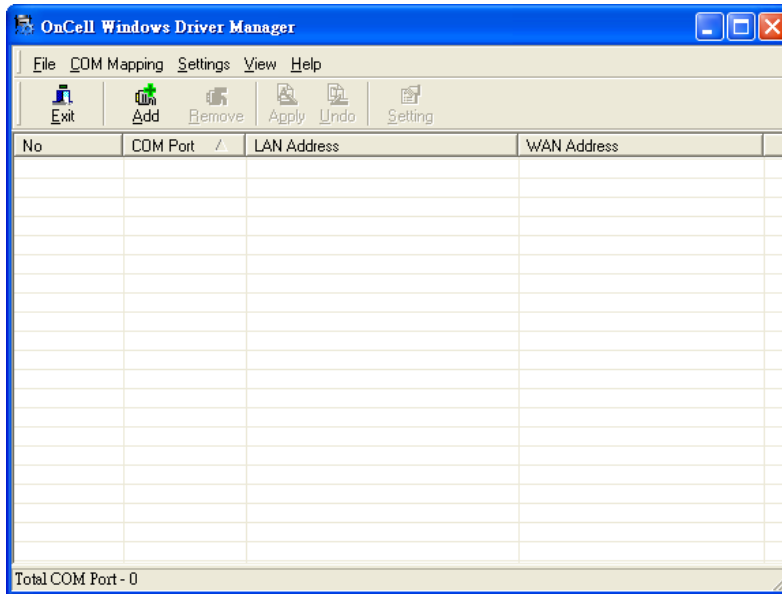 OnCell Windows Driver Manager
File COM Mapping Settings View Help
Exit Add Remove Apply Undo Setting
No COM Port LAN Address WAN Address
Total COM Port - 0